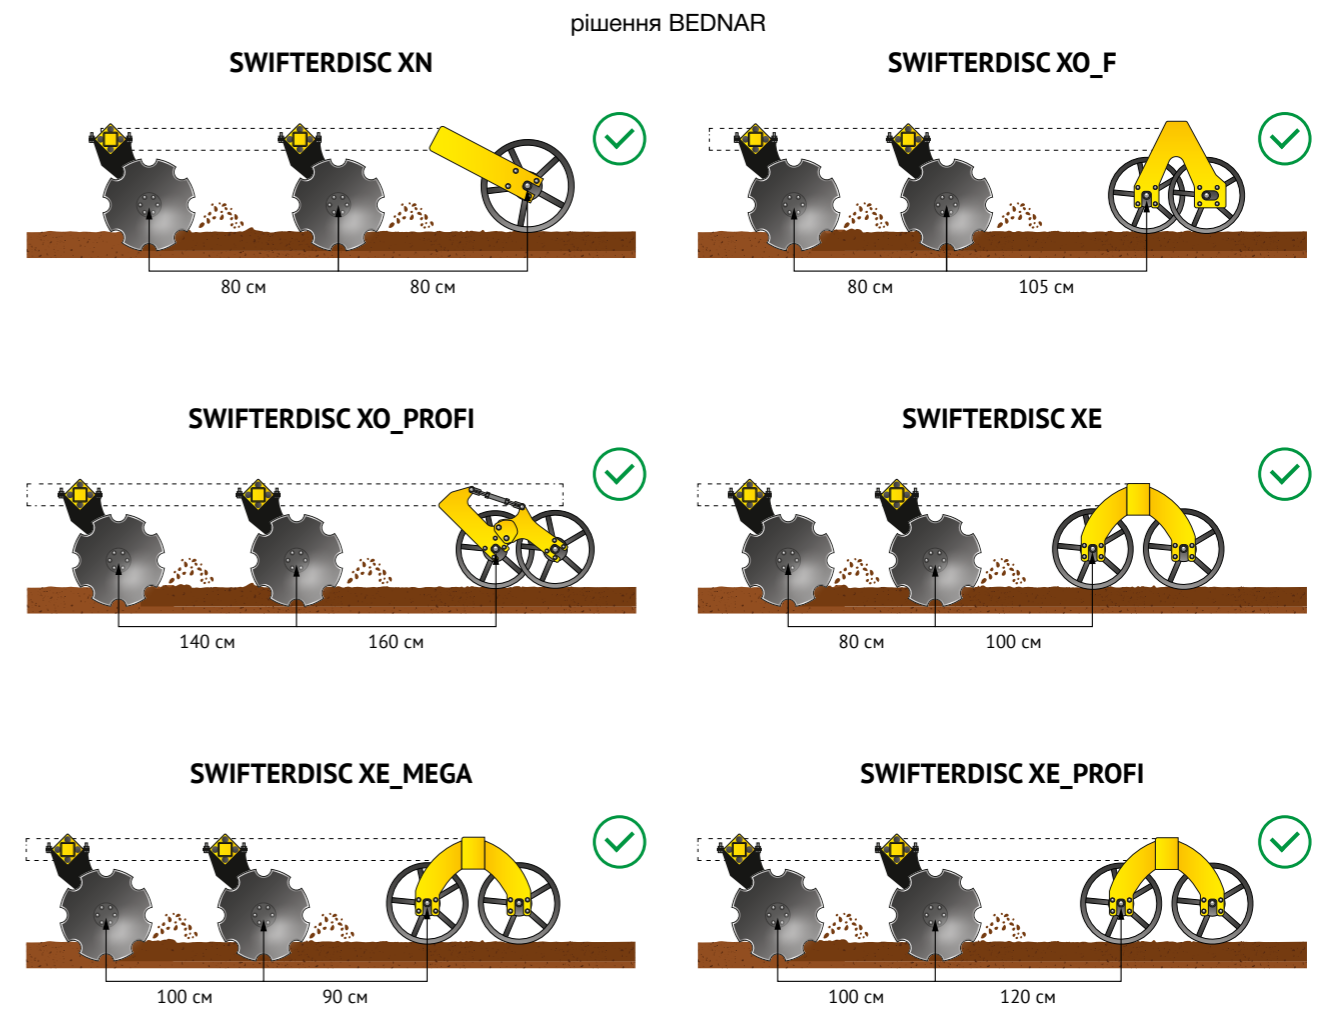 рішення BEDNAR
SWIFTERDISC XN
SWIFTERDISC XO_F
80 см
80 см
80 см
105 см
SWIFTERDISC XO_PROFI
SWIFTERDISC XE
140 см
160 см
80 см
100 см
SWIFTERDISC XE_MEGA
SWIFTERDISC XE_PROFI
100 см
90 см
100 см
120 см